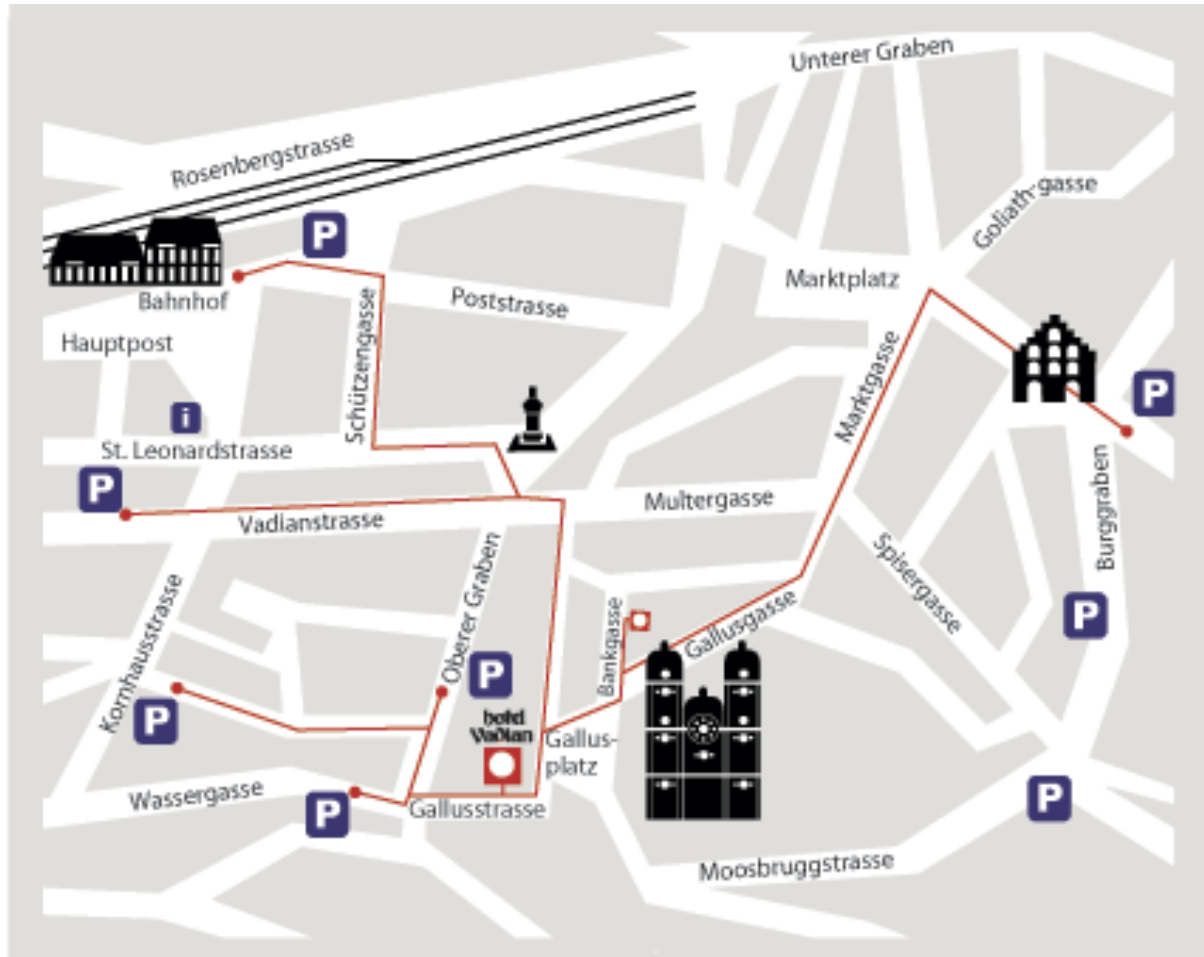 Unterer Graben
Rosenbergstrasse
P
Goliath-gasse
Marktplatz
Bahnhof
Poststrasse
Hauptpost
Schützengasse
Marktgasse
P
i
St. Leonardstrasse
P
Multergasse
Vadianstrasse
Burggraben
Spisergasse
Oberer Graben
Kornhausstrasse
Bankgasse
Gallusgasse
P
P
P
hotel
Vadian
Gallus-
platz
Wassergasse
P
Gallusstrasse
P
Moosbruggstrasse